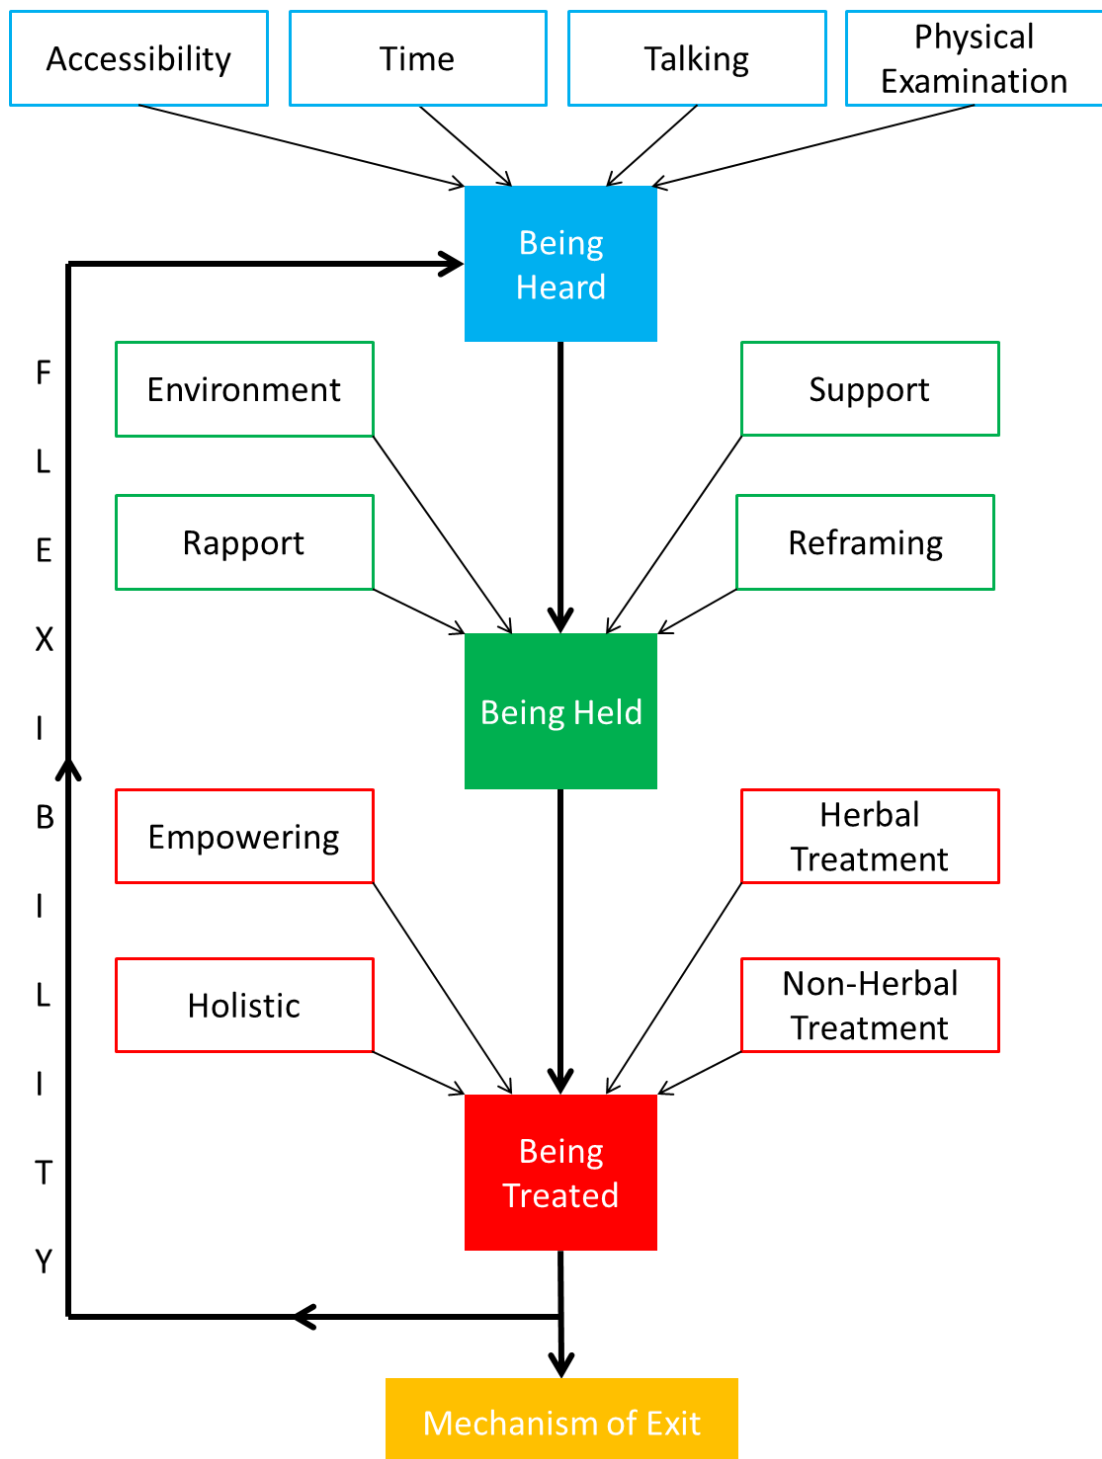 Accessibility
Time
Talking
Physical
Examination
Being
Heard
Environment
Support
Rapport
Reframing
Being Held
Empowering
Herbal
Treatment
Holistic
Non-Herbal
Treatment
Being
Treated
Mechanism of Exit
F
L
E
X
I
B
I
L
I
T
Y